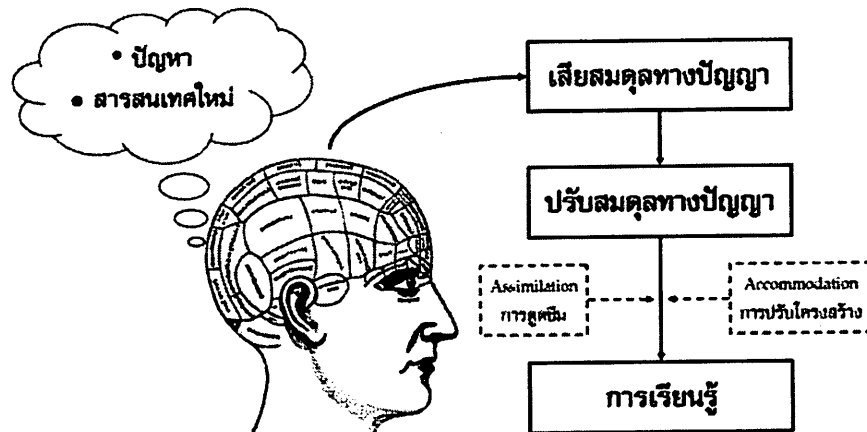 • ปัญหา
• สารสนเทศใหม่
เสียสมดุลทางปัญญา
ปรับสมดุลทางปัญญา
Assimilation
การดูดซึม
Accommodation
การปรับโครงสร้าง
การเรียนรู้